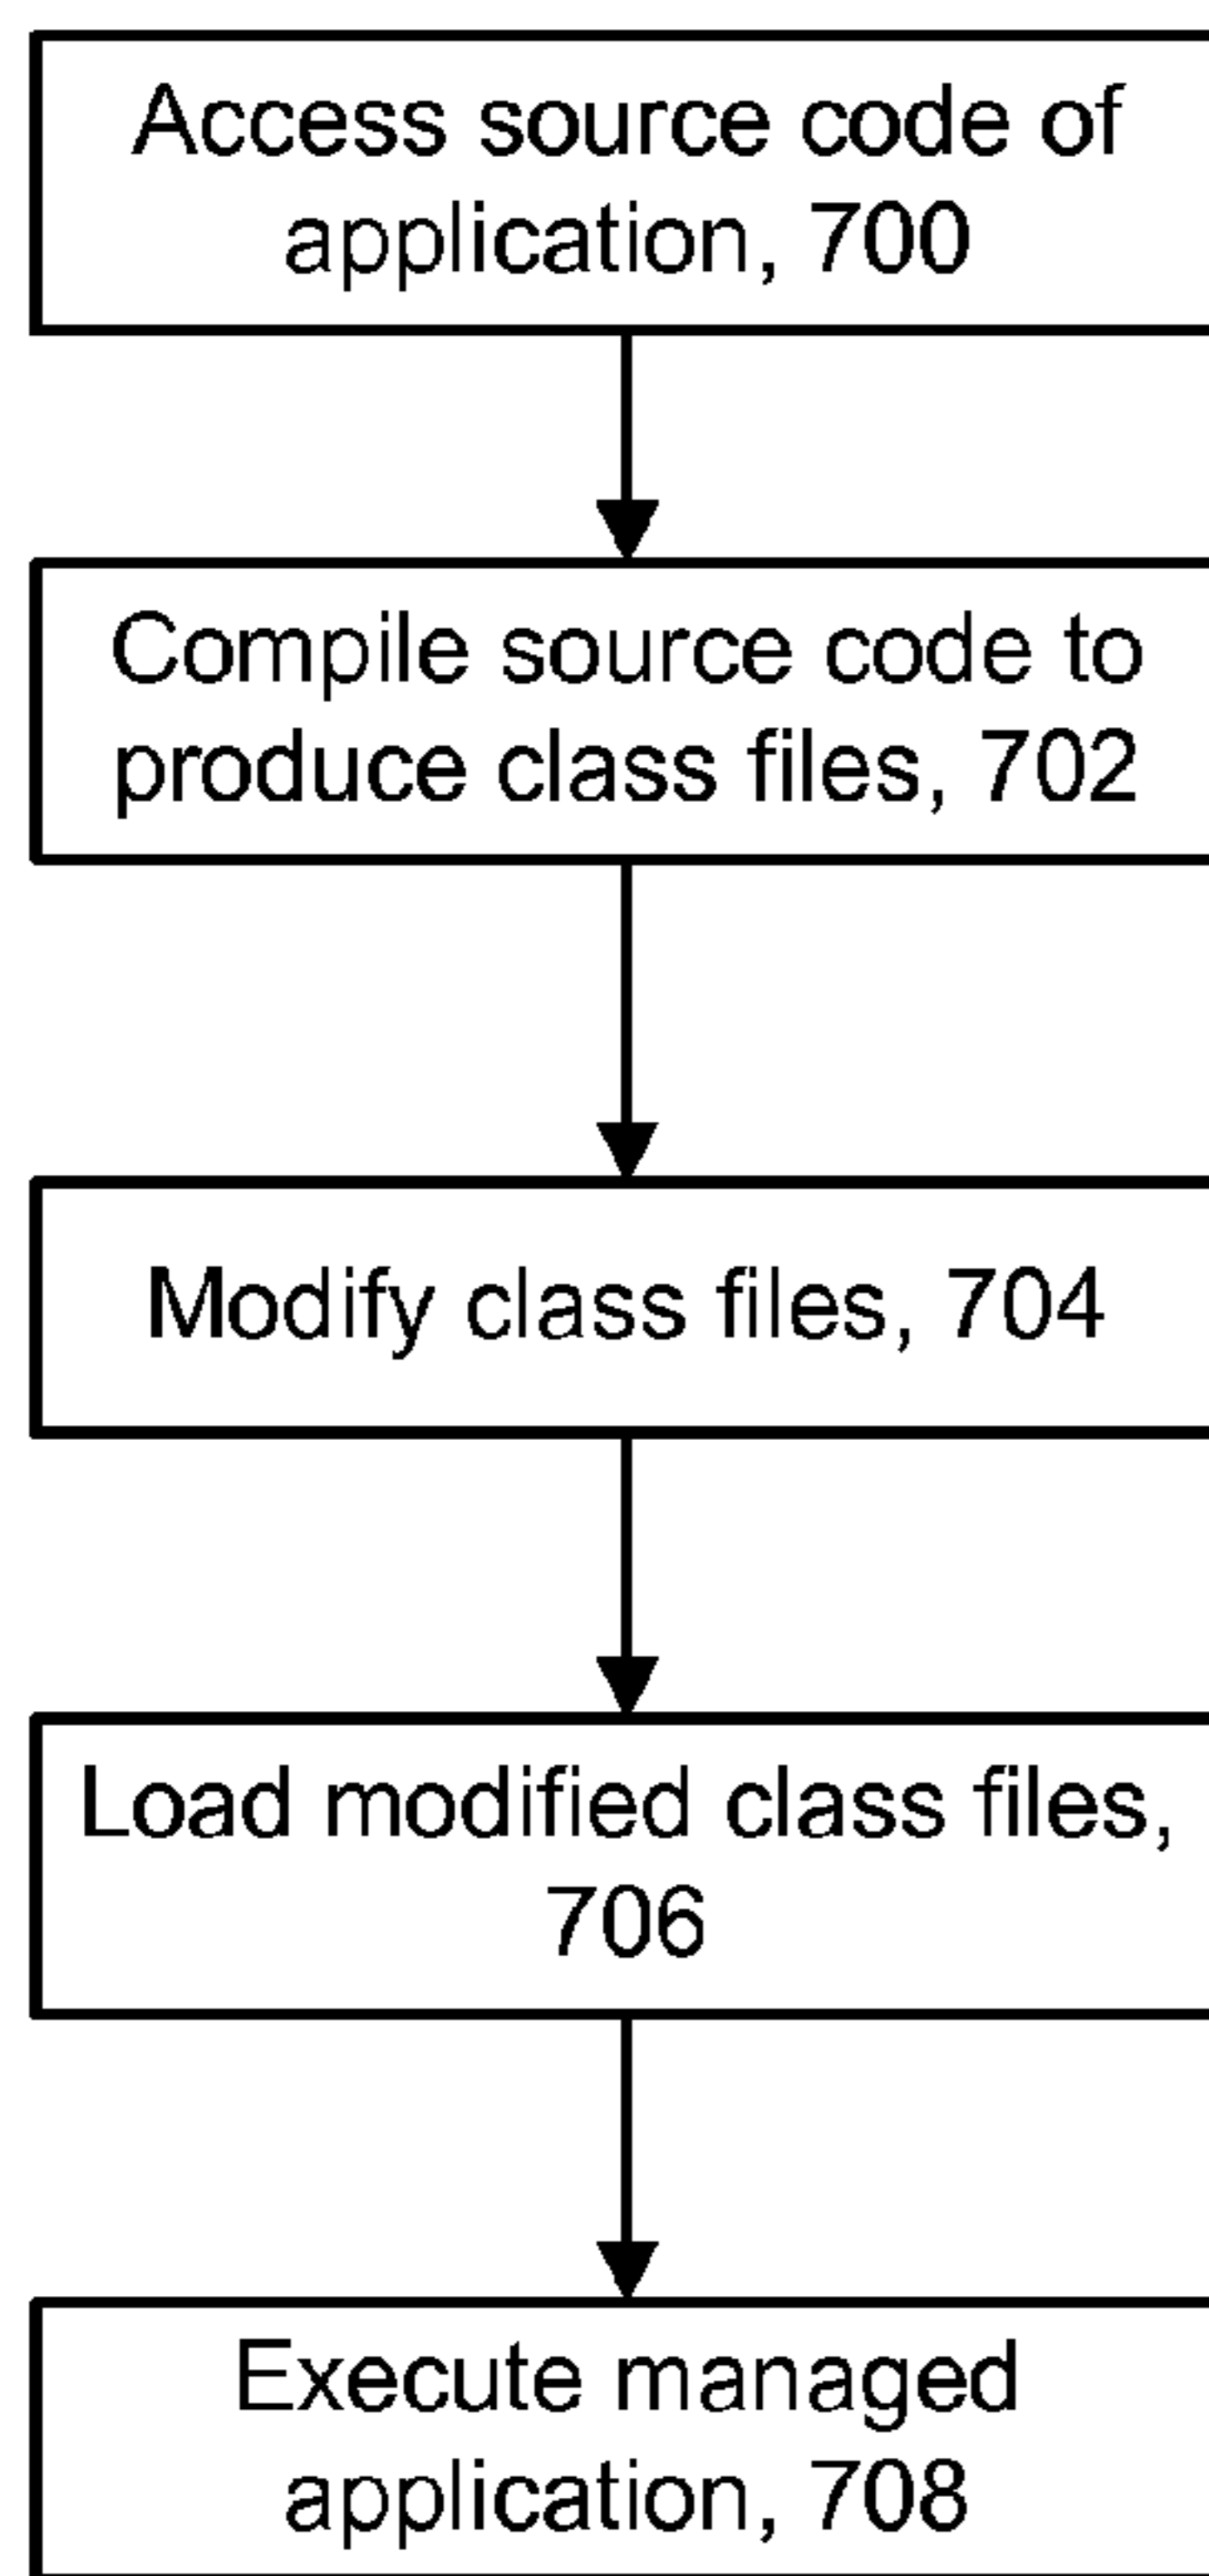 Access source code of
application, 700
Compile source code to
produce class files, 702
Modify class files, 704
Load modified class files,
706
Execute managed
application, 708